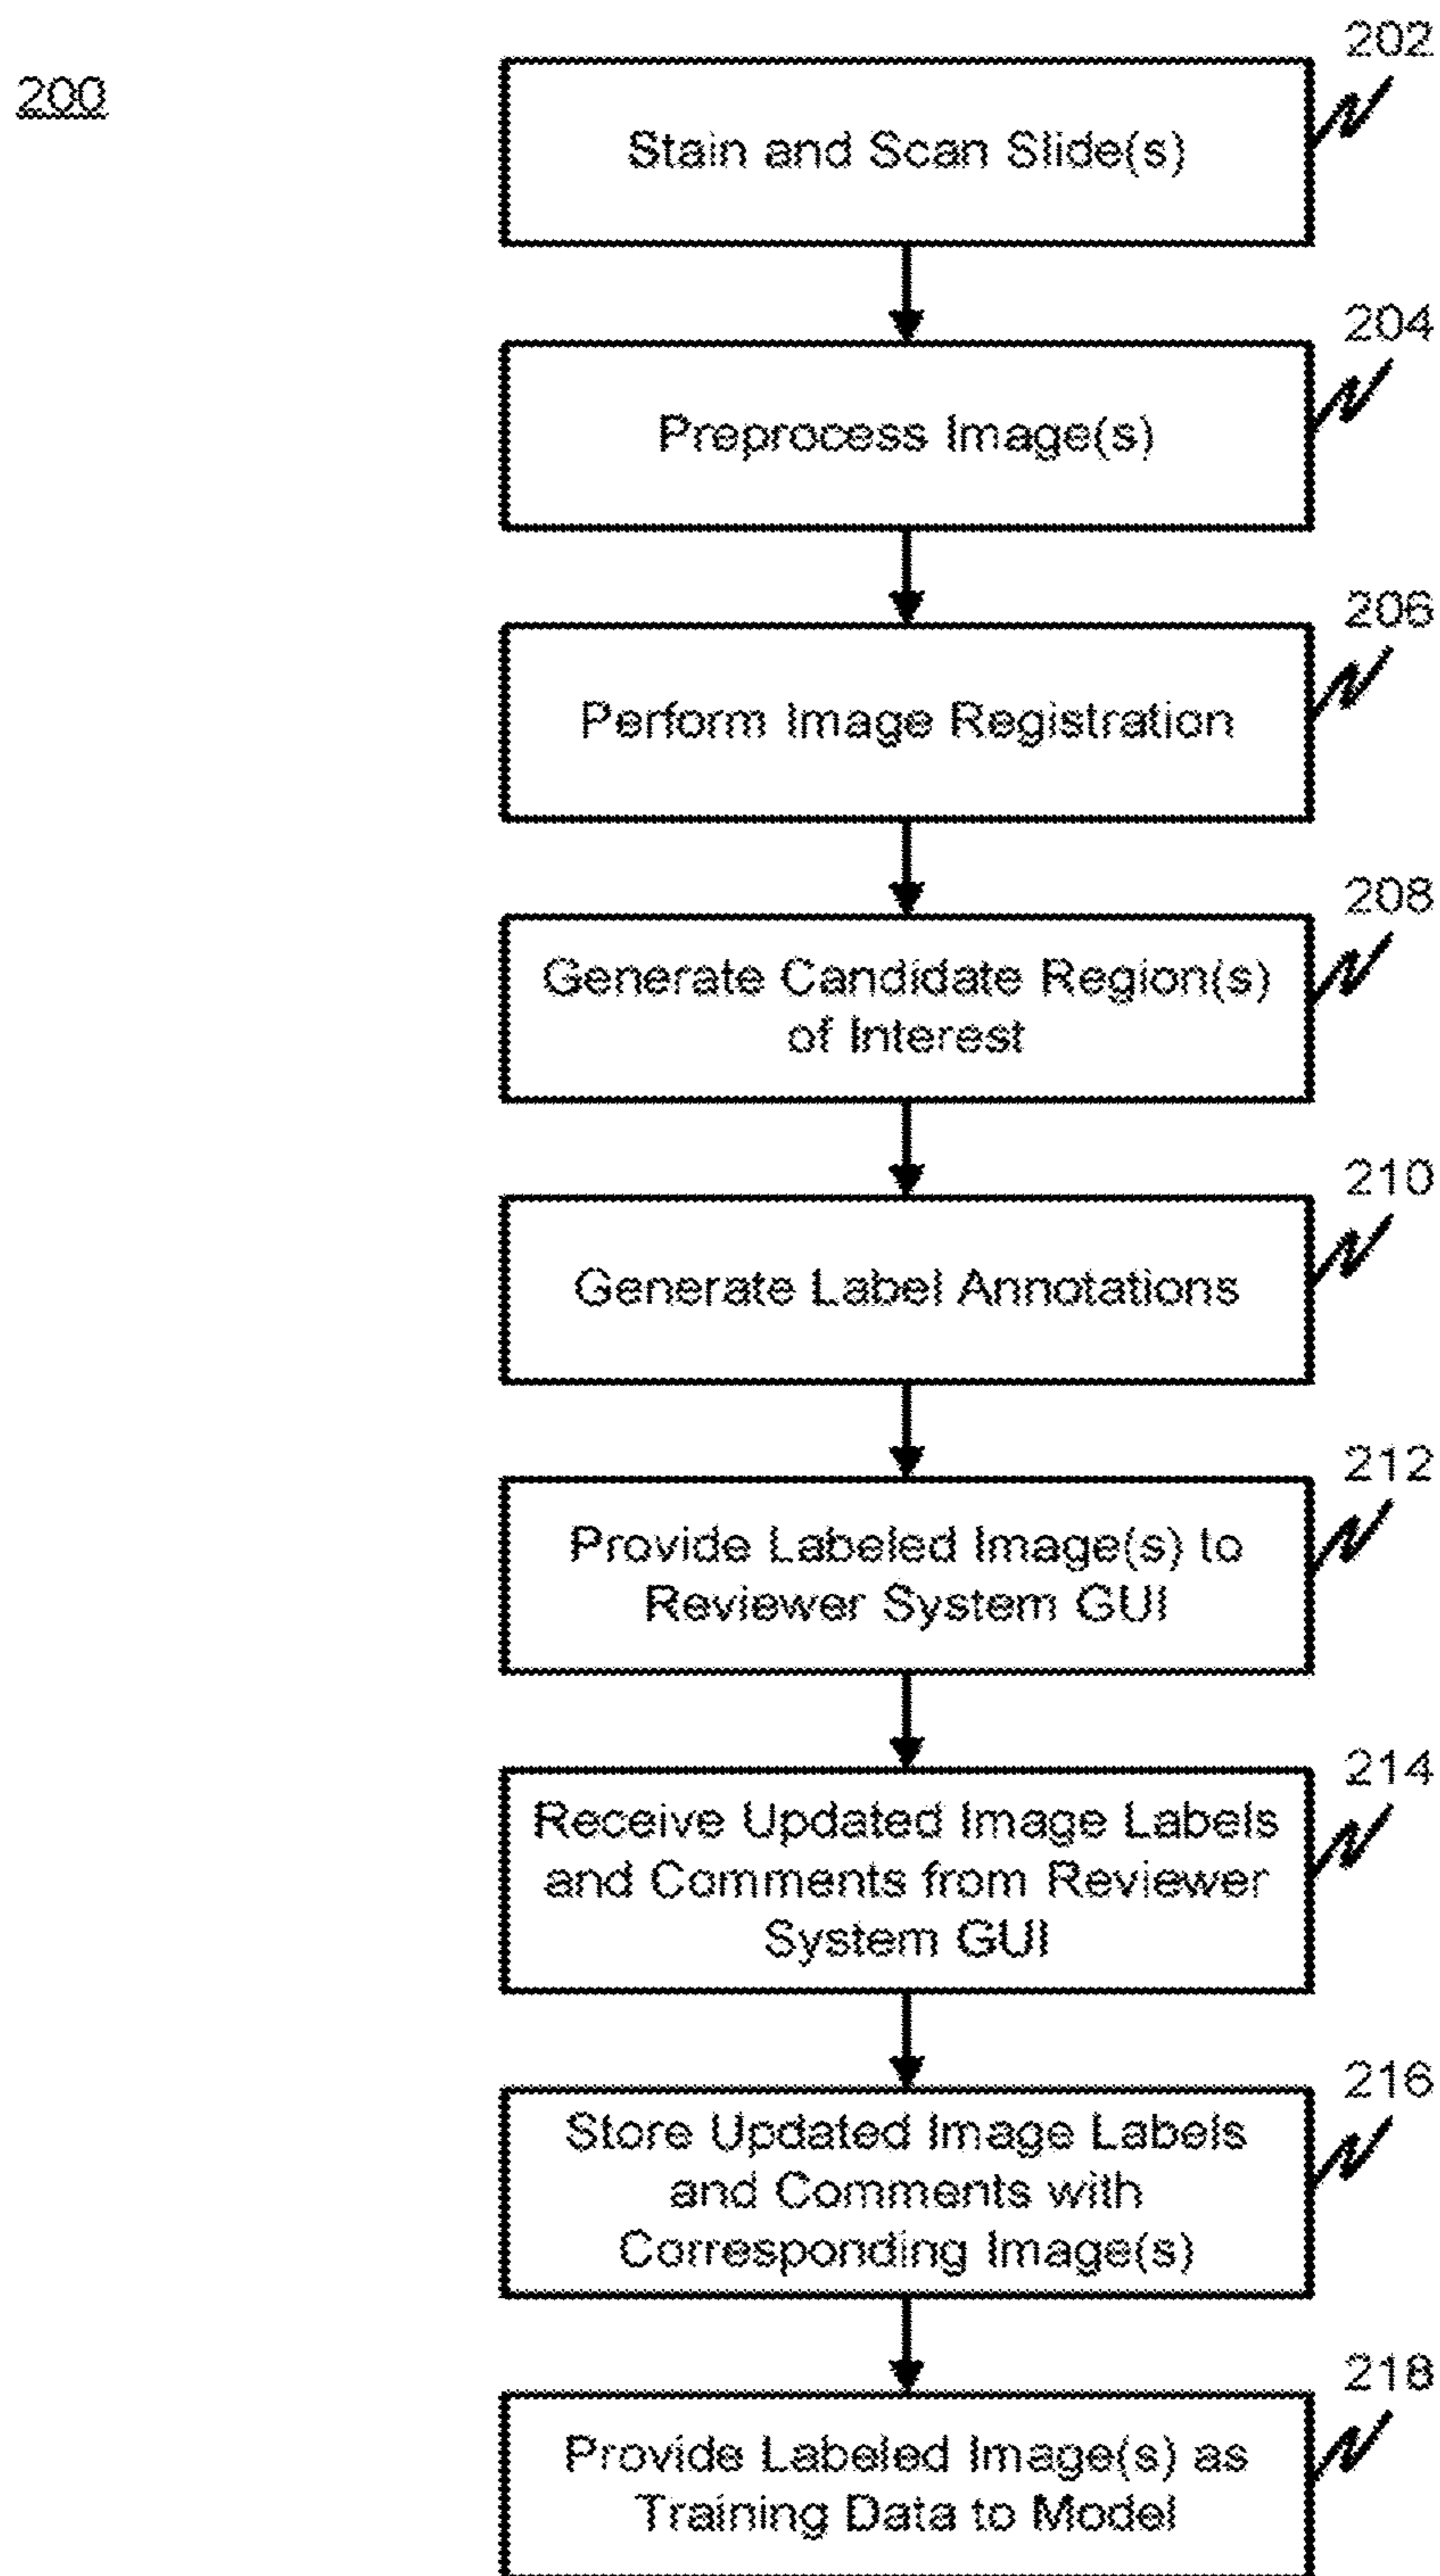 200
202
Stain and Scan Slide(s)
204
Preprocess Image(s)
206
Perform Image Registration
208
Generate Candidate Region(s)
of Interest
210
Generate Label Annotations
212
Provide Labeled Image(s) to
Reviewer System GUI
214
Receive Updated Image Labels
and Comments from Reviewer
System GUI
216
Store Updated Image Labels
and Comments with
Corresponding Image(s)
218
Provide Labeled Image(s) as
Training Data to Model